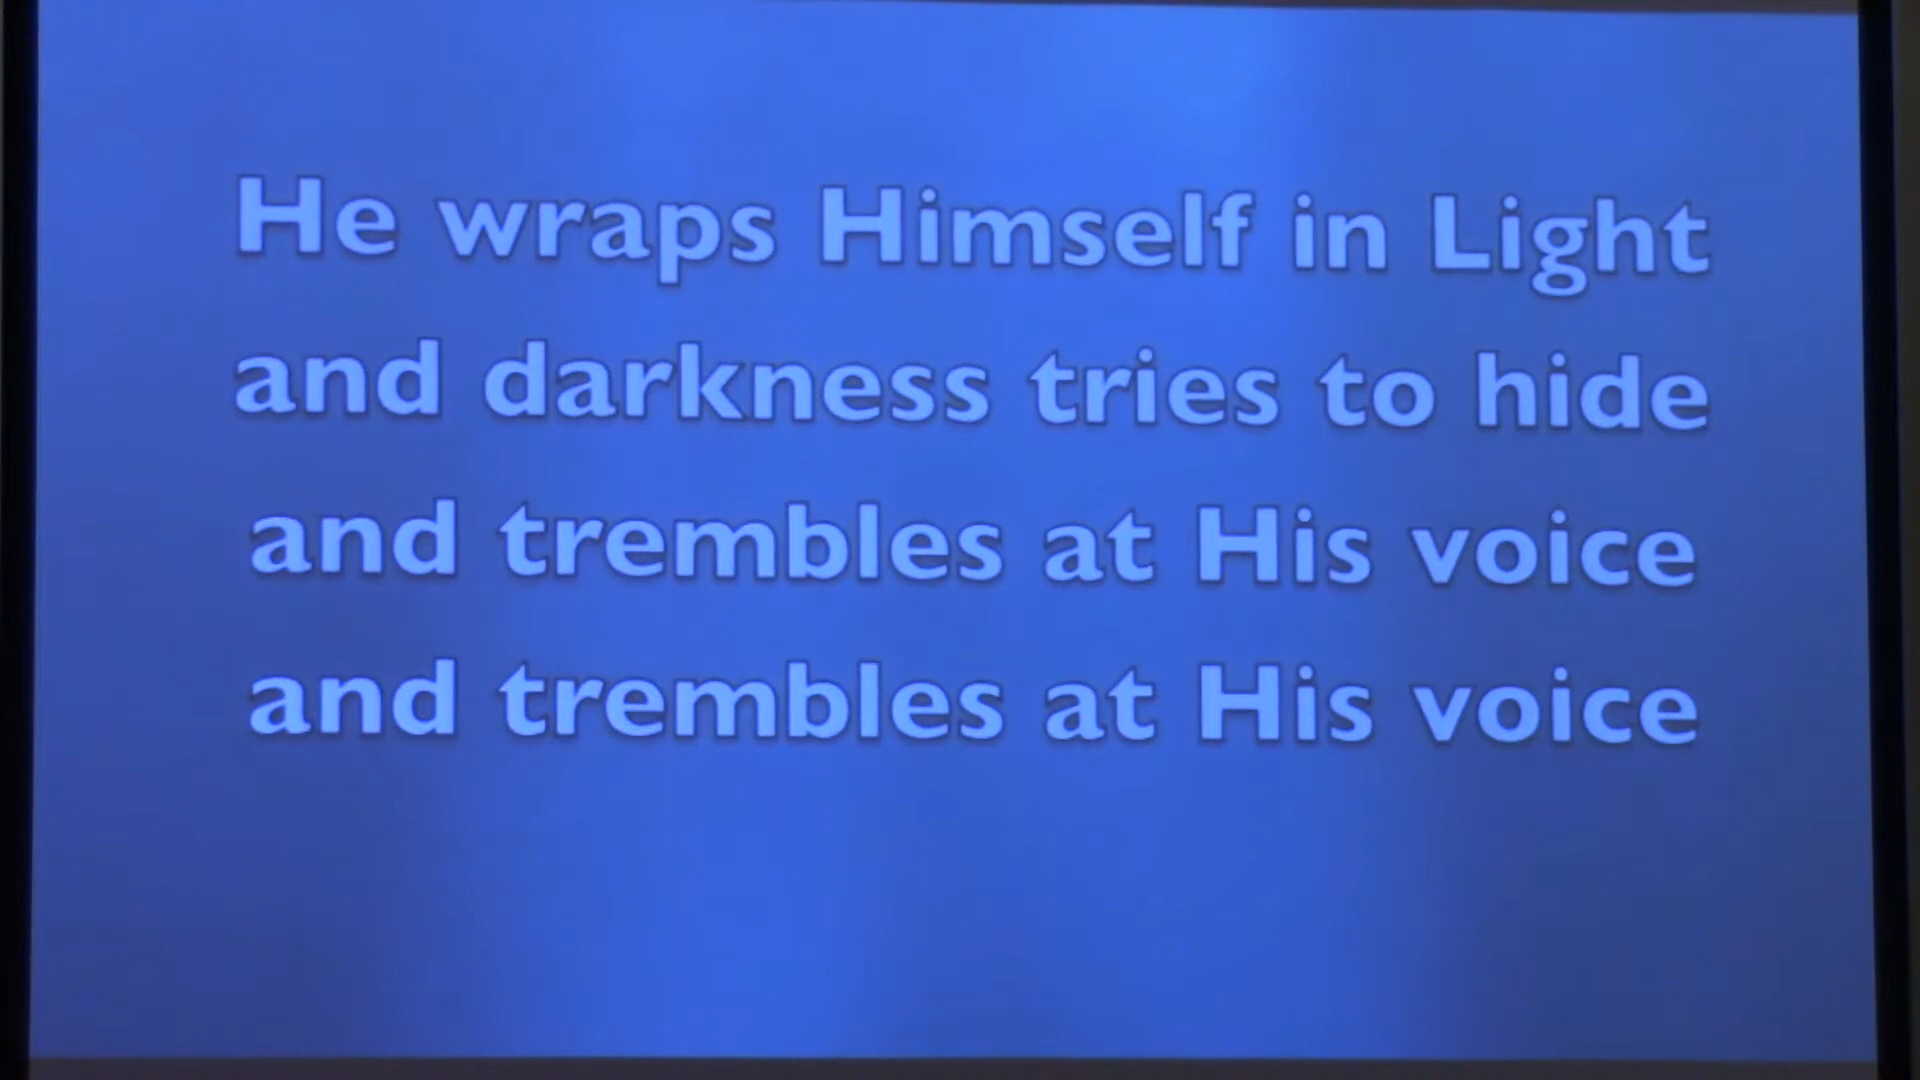 He wraps Himself in Light
and darkness tries to hide
and trembles at His voice
and trembles at His voice